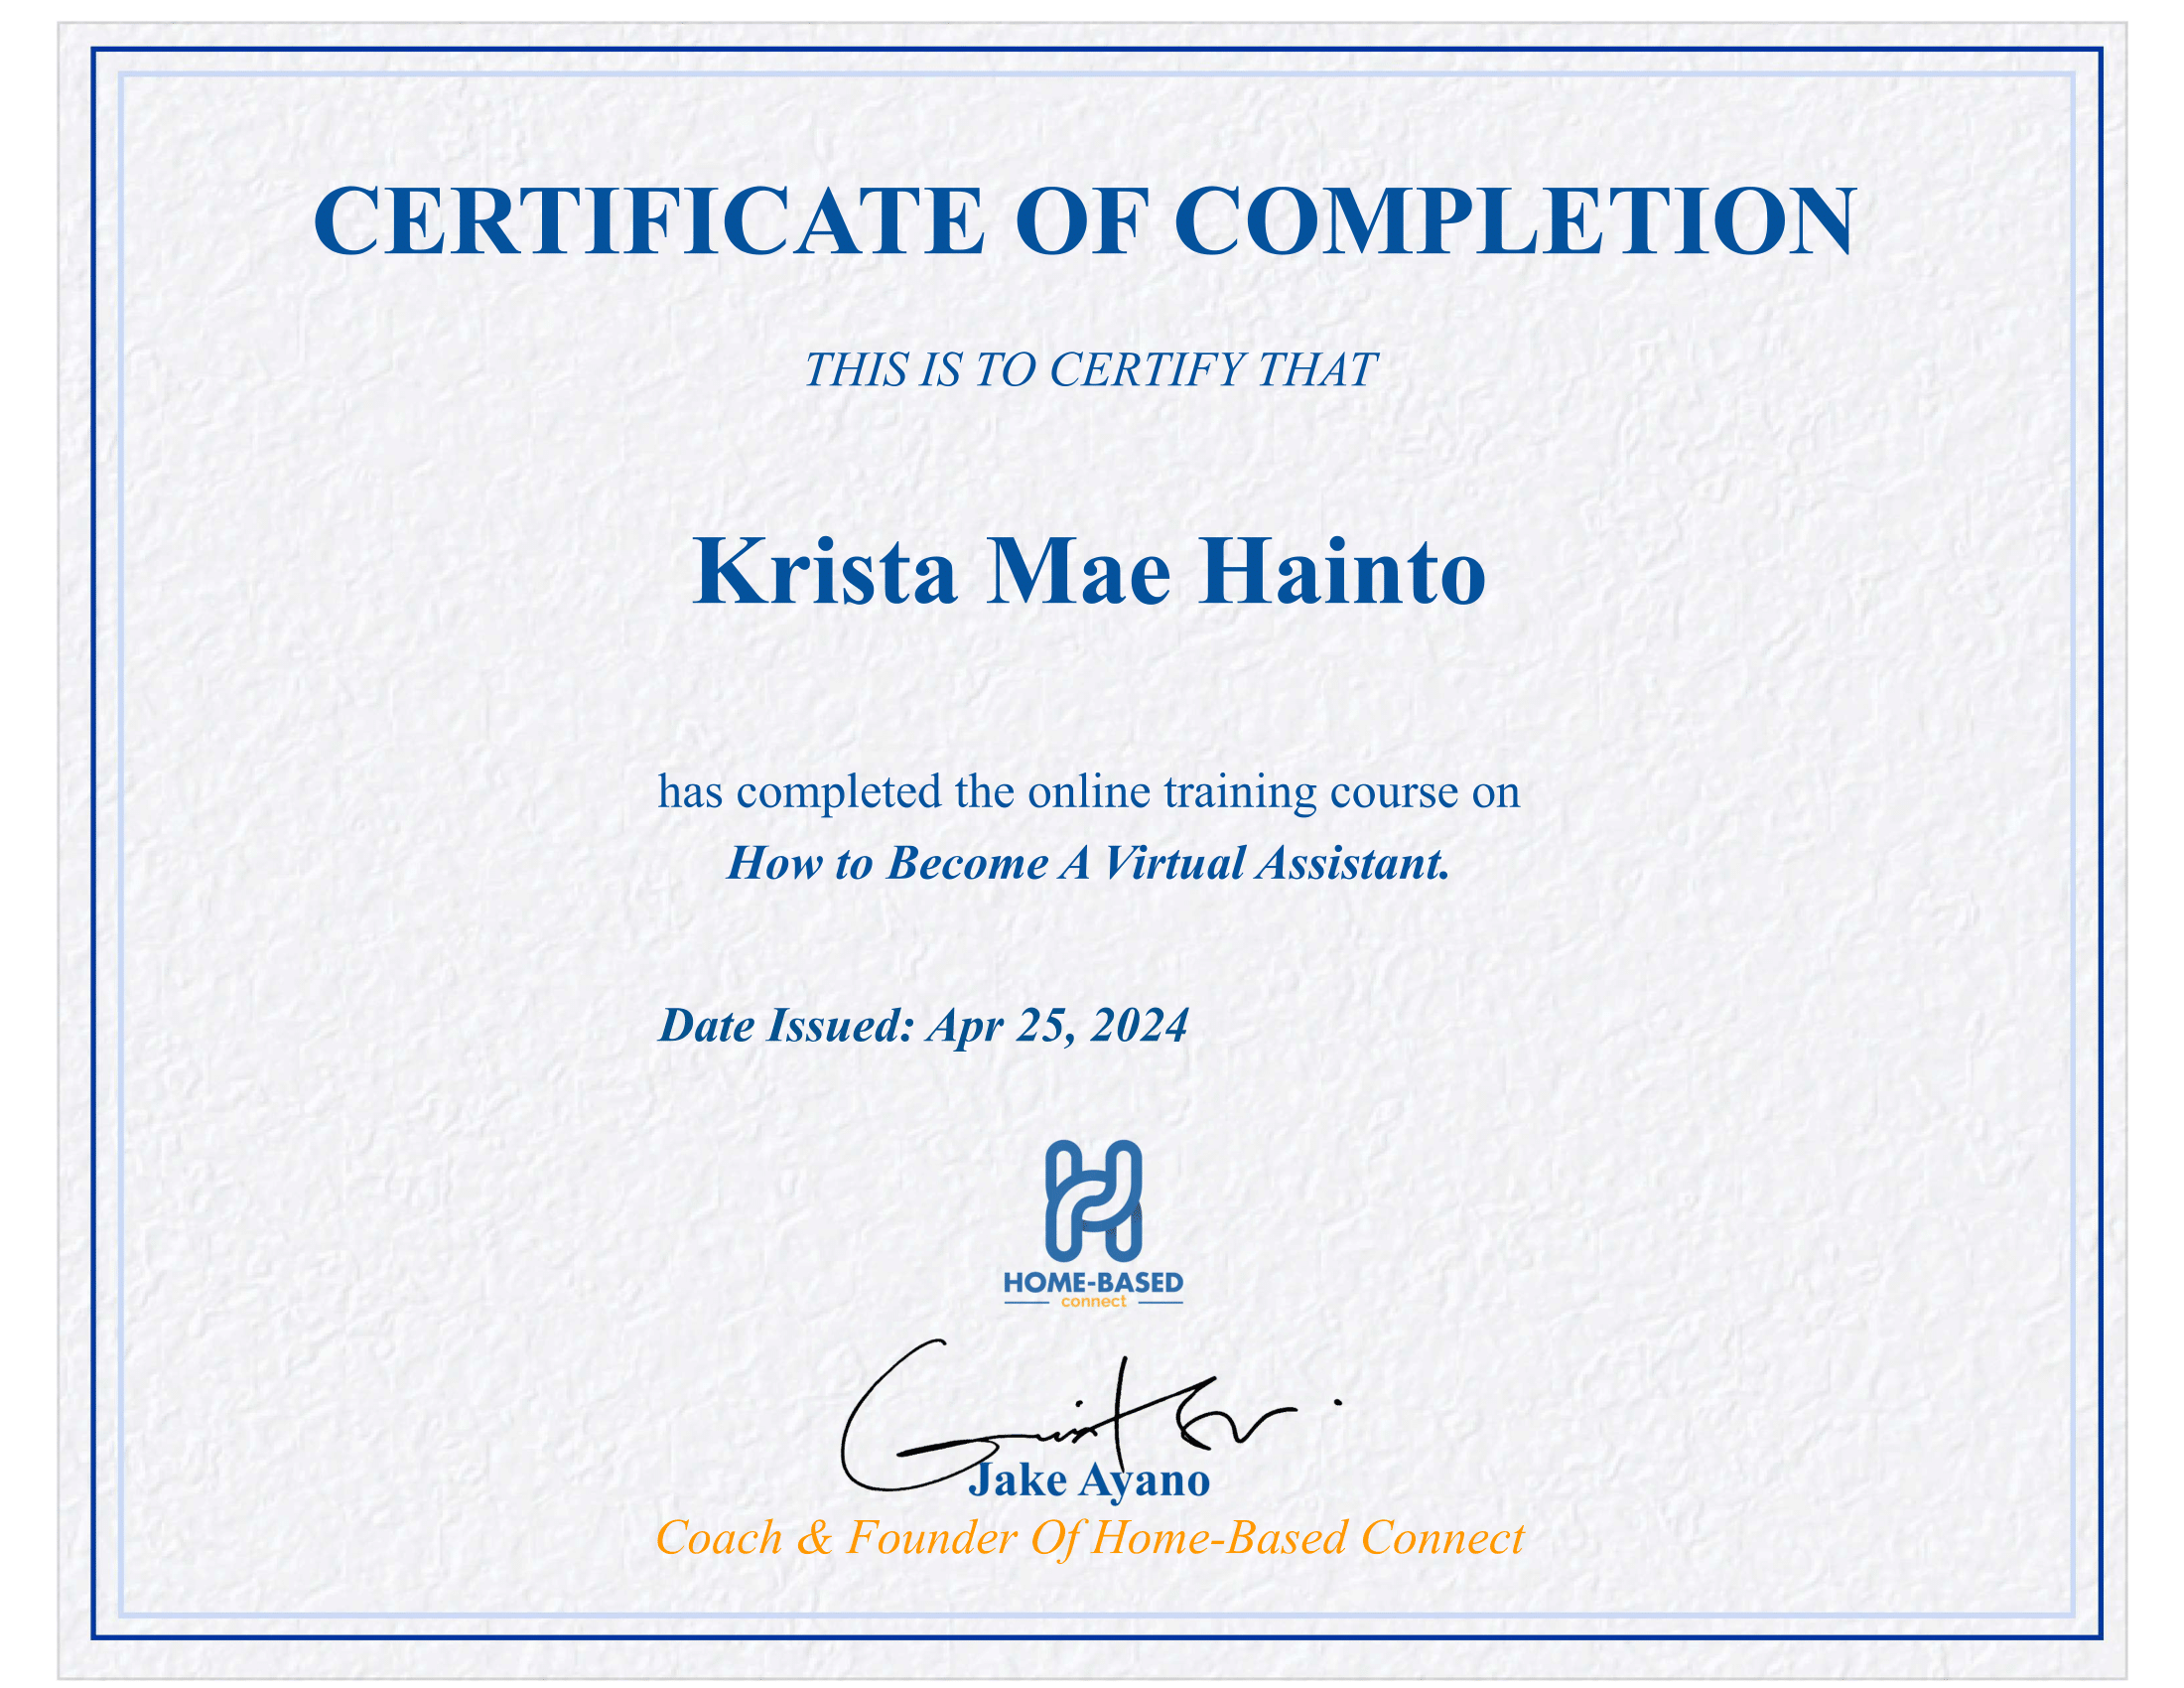 CERTIFICATE OF COMPLETION
THIS IS TO CERTIFY THAT
Krista Mae Hainto
has completed the online training course on
How to Become A Virtual Assistant.
Date Issued: Apr 25, 2024
HOME-BASED
connect
Jake Ayano
Coach & Founder Of Home-Based Connect